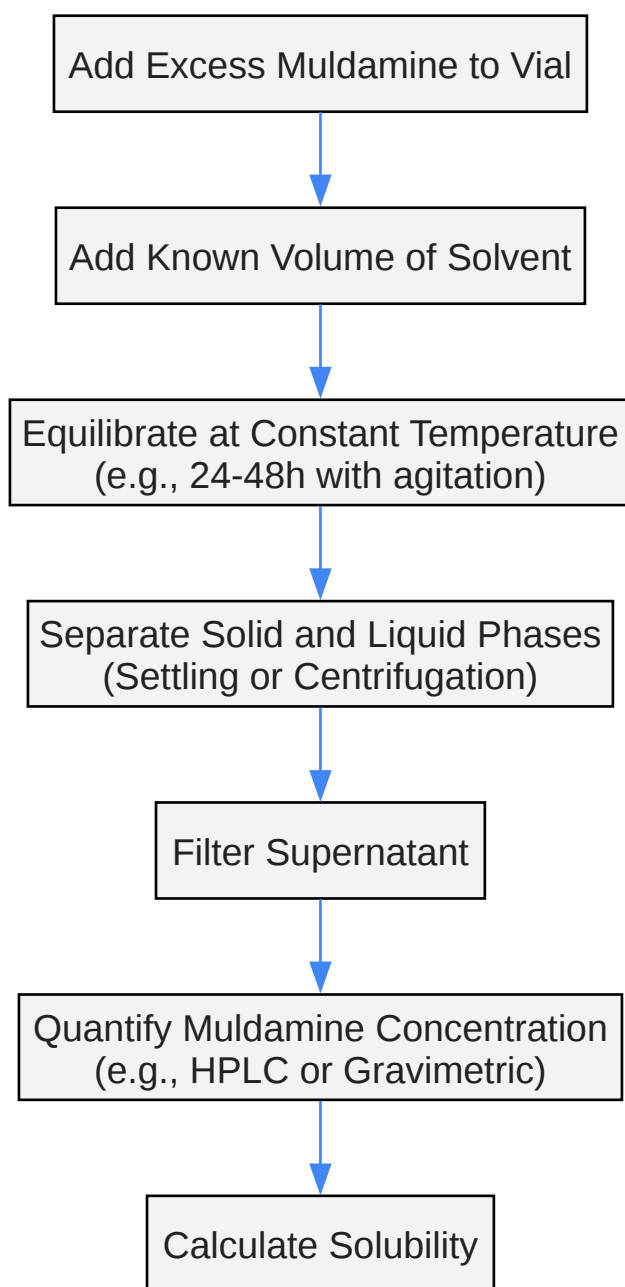 Add Excess Muldamine to Vial
Add Known Volume of Solvent
Equilibrate at Constant Temperature
(e.g., 24-48h with agitation)
Separate Solid and Liquid Phases
(Settling or Centrifugation)
Filter Supernatant
Quantify Muldamine Concentration
(e.g., HPLC or Gravimetric)
Calculate Solubility